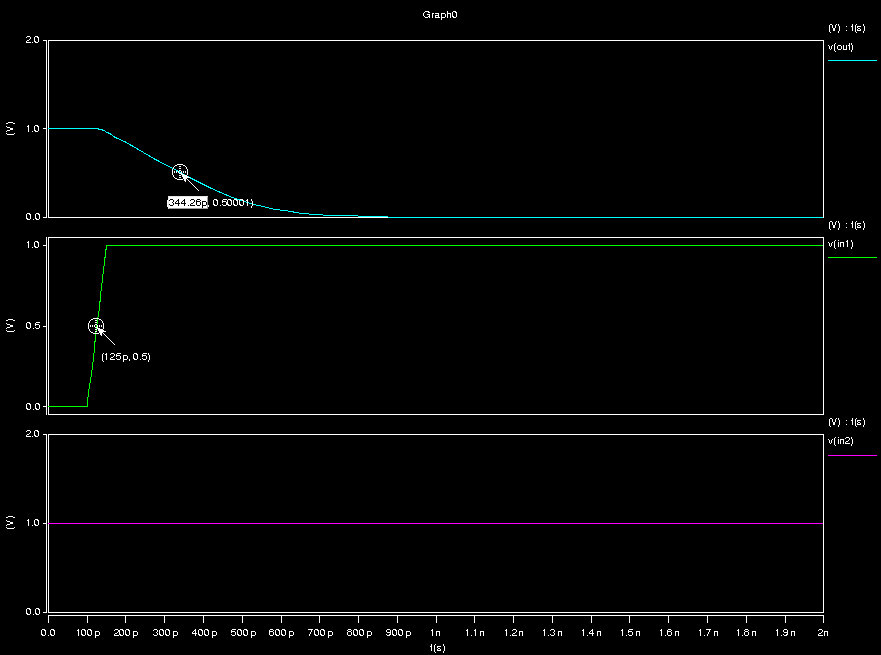 Graph0
(V) : t(s)
v(out)
2.0
1.0
0.0
(V)
(344.26p, 0.50001)
(V) : t(s)
v(in1)
1.0
0.5
0.0
(V)
(125p, 0.5)
(V) : t(s)
v(in2)
2.0
1.0
0.0
(V)
0.0 100p 200p 300p 400p 500p 600p 700p 800p 900p 1n 1.1n 1.2n 1.3n 1.4n 1.5n 1.6n 1.7n 1.8n 1.9n 2n
t(s)